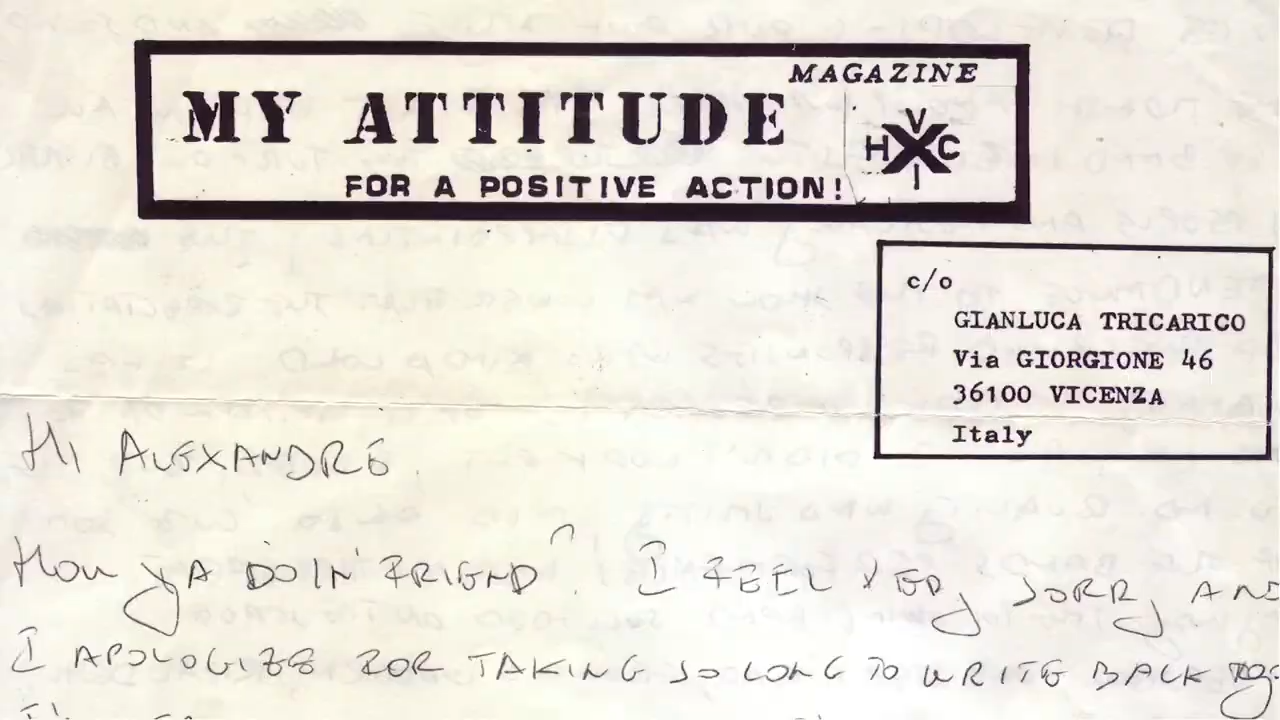 MAGAZINE
MY ATTITUDE
V
HXC
I
FOR A POSITIVE ACTION!
c/o
GIANLUCA TRICARICO
Via GIORGIONE 46
36100 VICENZA
Italy
HI ALEXANDRE.
HOW YA DOIN' FRIEND? I FEEL VERY SORRY AND
I APOLOGIZE FOR TAKING SO LONG TO WRITE BACK